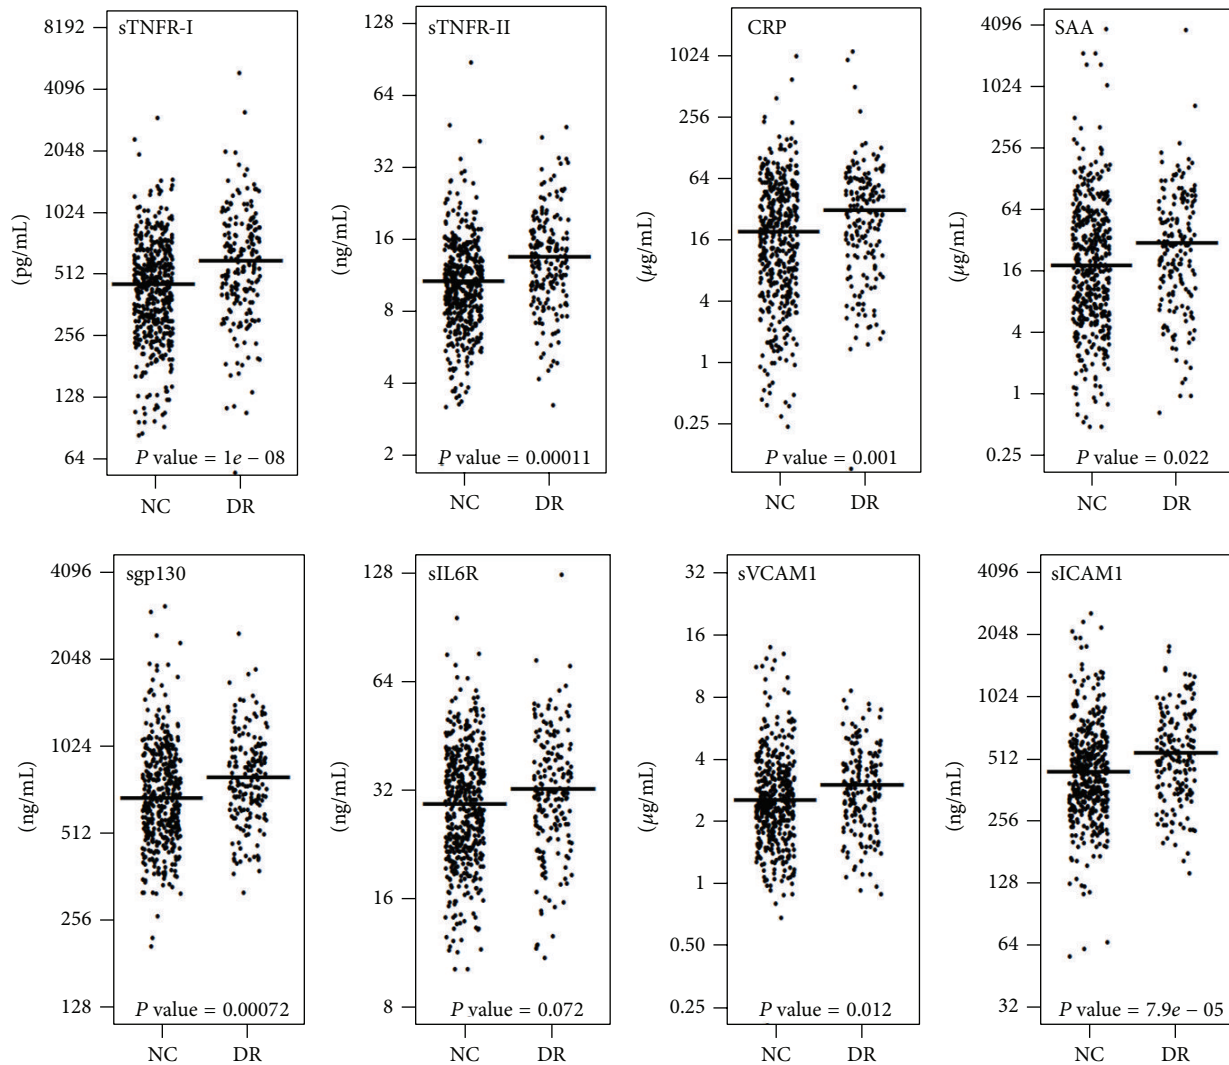 sTNFR-I
8192
4096
2048
1024
512
256
128
64
(pg/mL)
P value = 1e − 08
NC DR
sTNFR-II
128
64
32
16
8
4
2
(ng/mL)
P value = 0.00011
NC DR
CRP
1024
256
64
16
4
1
0.25
(μg/mL)
P value = 0.001
NC DR
SAA
4096
1024
256
64
16
4
1
0.25
(μg/mL)
P value = 0.022
NC DR
sgp130
4096
2048
1024
512
256
128
(ng/mL)
P value = 0.00072
NC DR
sIL6R
128
64
32
16
8
(ng/mL)
P value = 0.072
NC DR
sVCAM1
32
16
8
4
2
1
0.50
0.25
(μg/mL)
P value = 0.012
NC DR
sICAM1
4096
2048
1024
512
256
128
64
32
(ng/mL)
P value = 7.9e − 05
NC DR